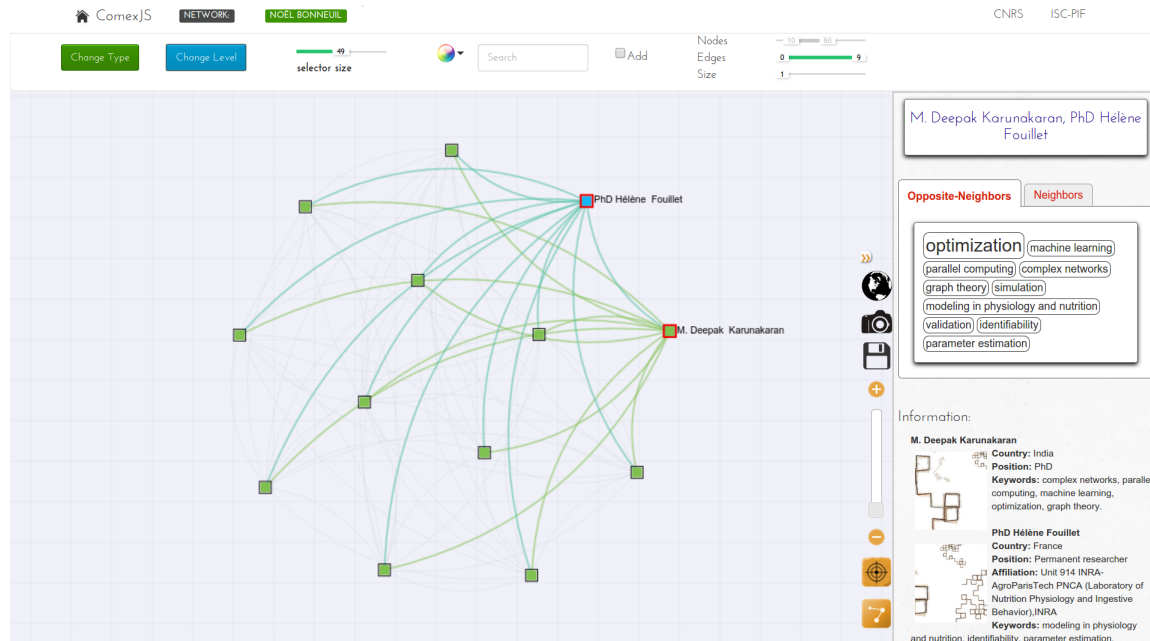 ComexJS NETWORK: NOËL BONNEUIL CNRS ISC-PIF
Change Type Change Level 49 selector size Search Add
Nodes 10 60
Edges 0 9
Size 1
PhD Hélène Fouillet
M. Deepak Karunakaran
M. Deepak Karunakaran, PhD Hélène
Fouillet
Opposite-Neighbors Neighbors
optimization machine learning
parallel computing complex networks
graph theory simulation
modeling in physiology and nutrition
validation identifiability
parameter estimation
Information:
M. Deepak Karunakaran
Country: India
Position: PhD
Keywords: complex networks, paralle
computing, machine learning,
optimization, graph theory.
PhD Hélène Fouillet
Country: France
Position: Permanent researcher
Affiliation: Unit 914 INRA-
AgroParisTech PNCA (Laboratory of
Nutrition Physiology and Ingestive
Behavior),INRA
Keywords: modeling in physiology
and nutrition, identifiability, parameter estimation,